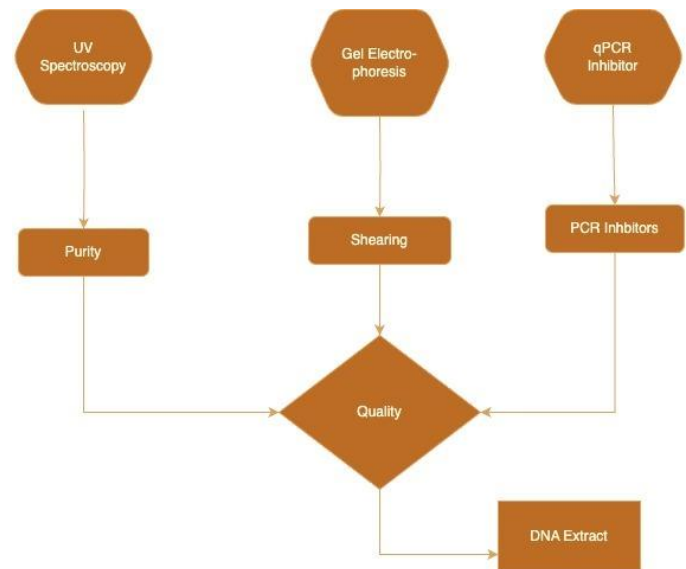 UV
Spectroscopy
Gel Electro-
phoresis
qPCR
Inhibitor
Purity
Shearing
PCR Inhbitors
Quality
DNA Extract